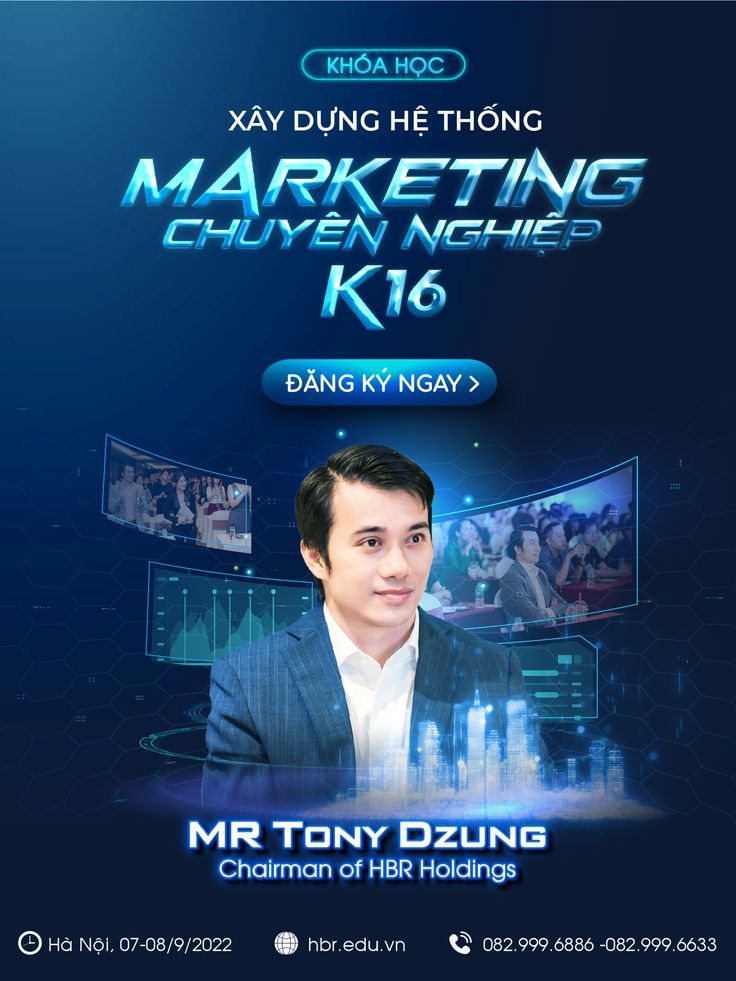 KHÓA HỌC
XÂY DỰNG HỆ THỐNG
MARKETING
CHUYÊN NGHIỆP
K16
ĐĂNG KÝ NGAY >
MR TONY DZUNG
Chairman of HBR Holdings
Hà Nội, 07-08/9/2022
hbr.edu.vn
082.999.6886 -082.999.6633